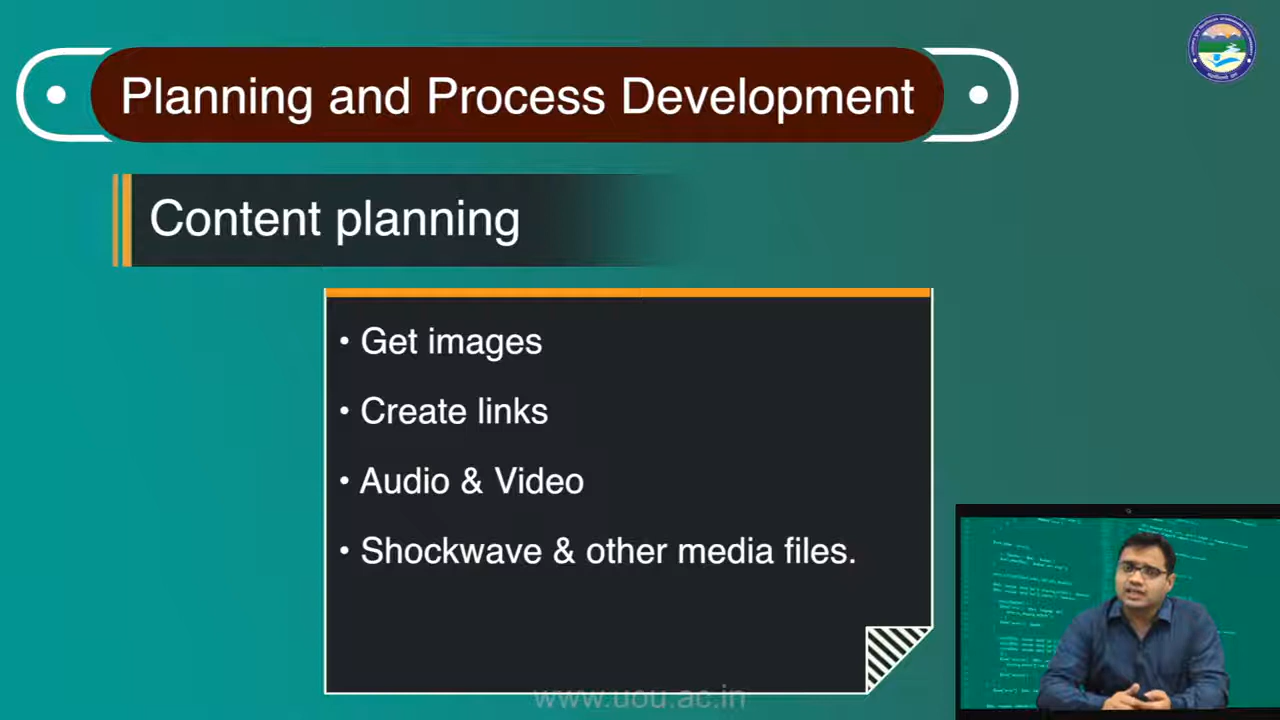 Planning and Process Development
Content planning
• Get images
• Create links
• Audio & Video
• Shockwave & other media files.
www.uou.ac.in